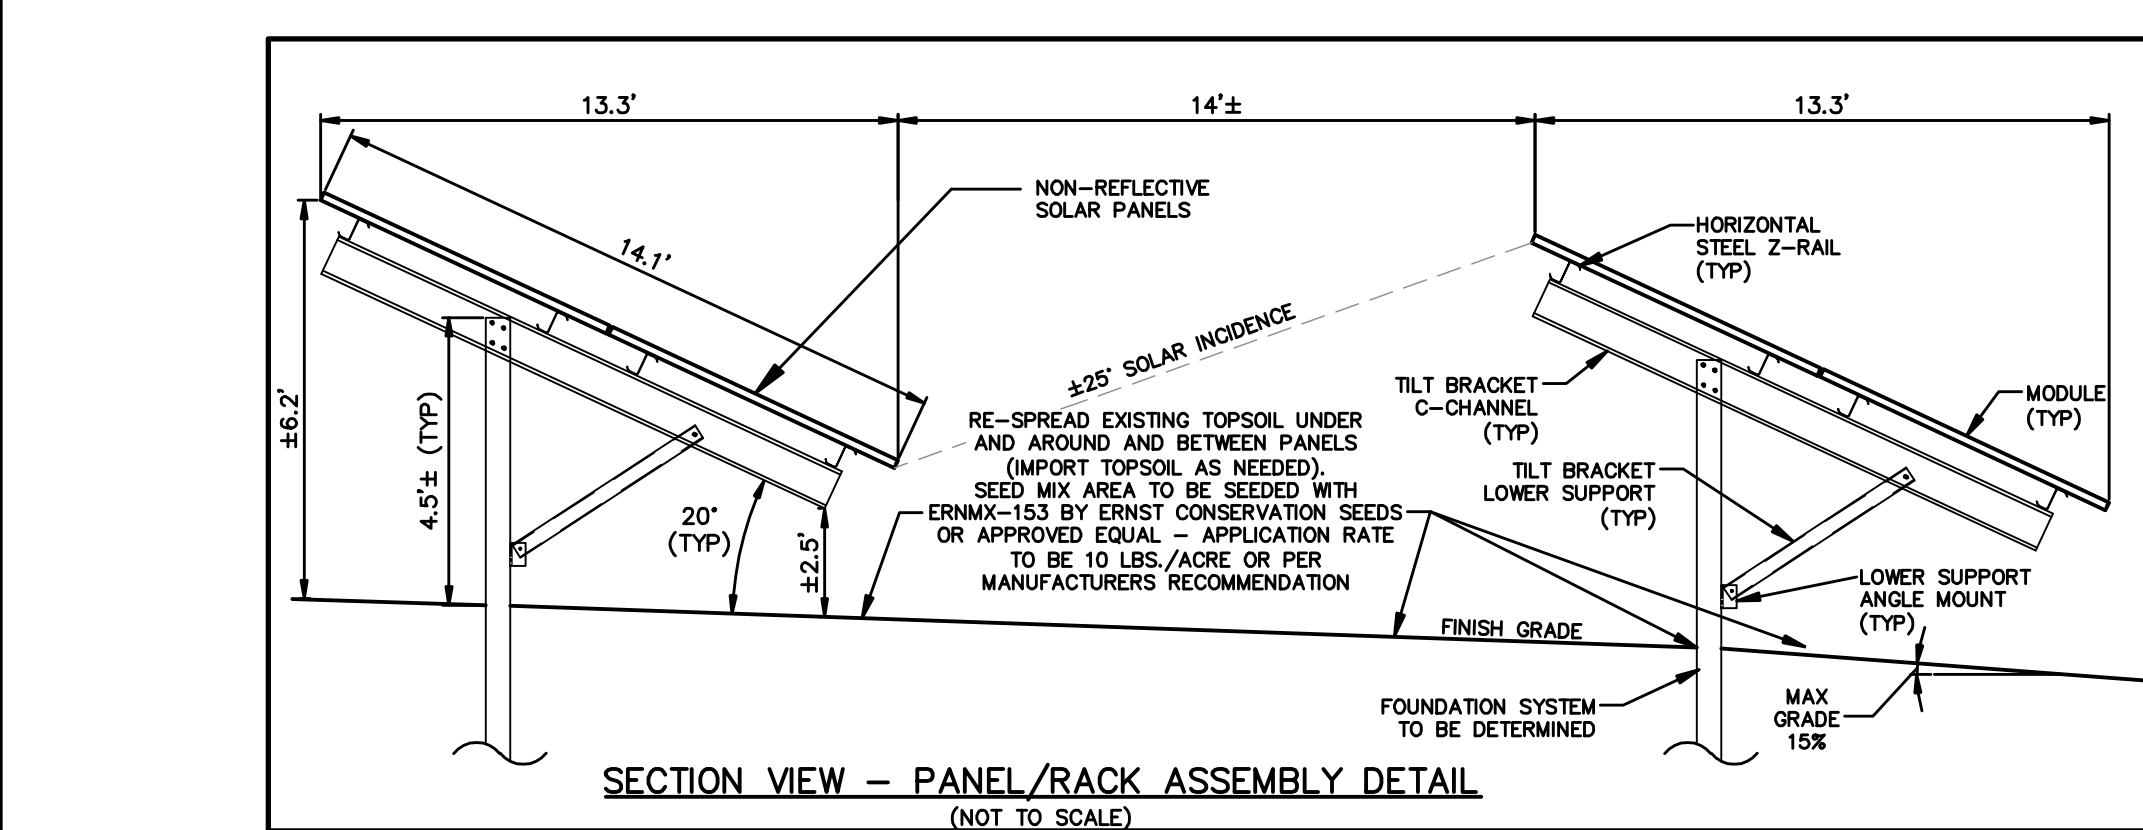 13.3'
14'±
13.3'
NON-REFLECTIVE
SOLAR PANELS
14.1'
HORIZONTAL
STEEL Z-RAIL
(TYP)
±25° SOLAR INCIDENCE
±6.2'
4.5'± (TYP)
20°
(TYP)
±2.5'
RE-SPREAD EXISTING TOPSOIL UNDER
AND AROUND AND BETWEEN PANELS
(IMPORT TOPSOIL AS NEEDED).
SEED MIX AREA TO BE SEEDED WITH
ERNMX-153 BY ERNST CONSERVATION SEEDS
OR APPROVED EQUAL - APPLICATION RATE
TO BE 10 LBS./ACRE OR PER
MANUFACTURERS RECOMMENDATION
TILT BRACKET
C-CHANNEL
(TYP)
MODULE
(TYP)
TILT BRACKET
LOWER SUPPORT
(TYP)
LOWER SUPPORT
ANGLE MOUNT
(TYP)
FINISH GRADE
FOUNDATION SYSTEM
TO BE DETERMINED
MAX
GRADE
15%
SECTION VIEW - PANEL/RACK ASSEMBLY DETAIL
(NOT TO SCALE)